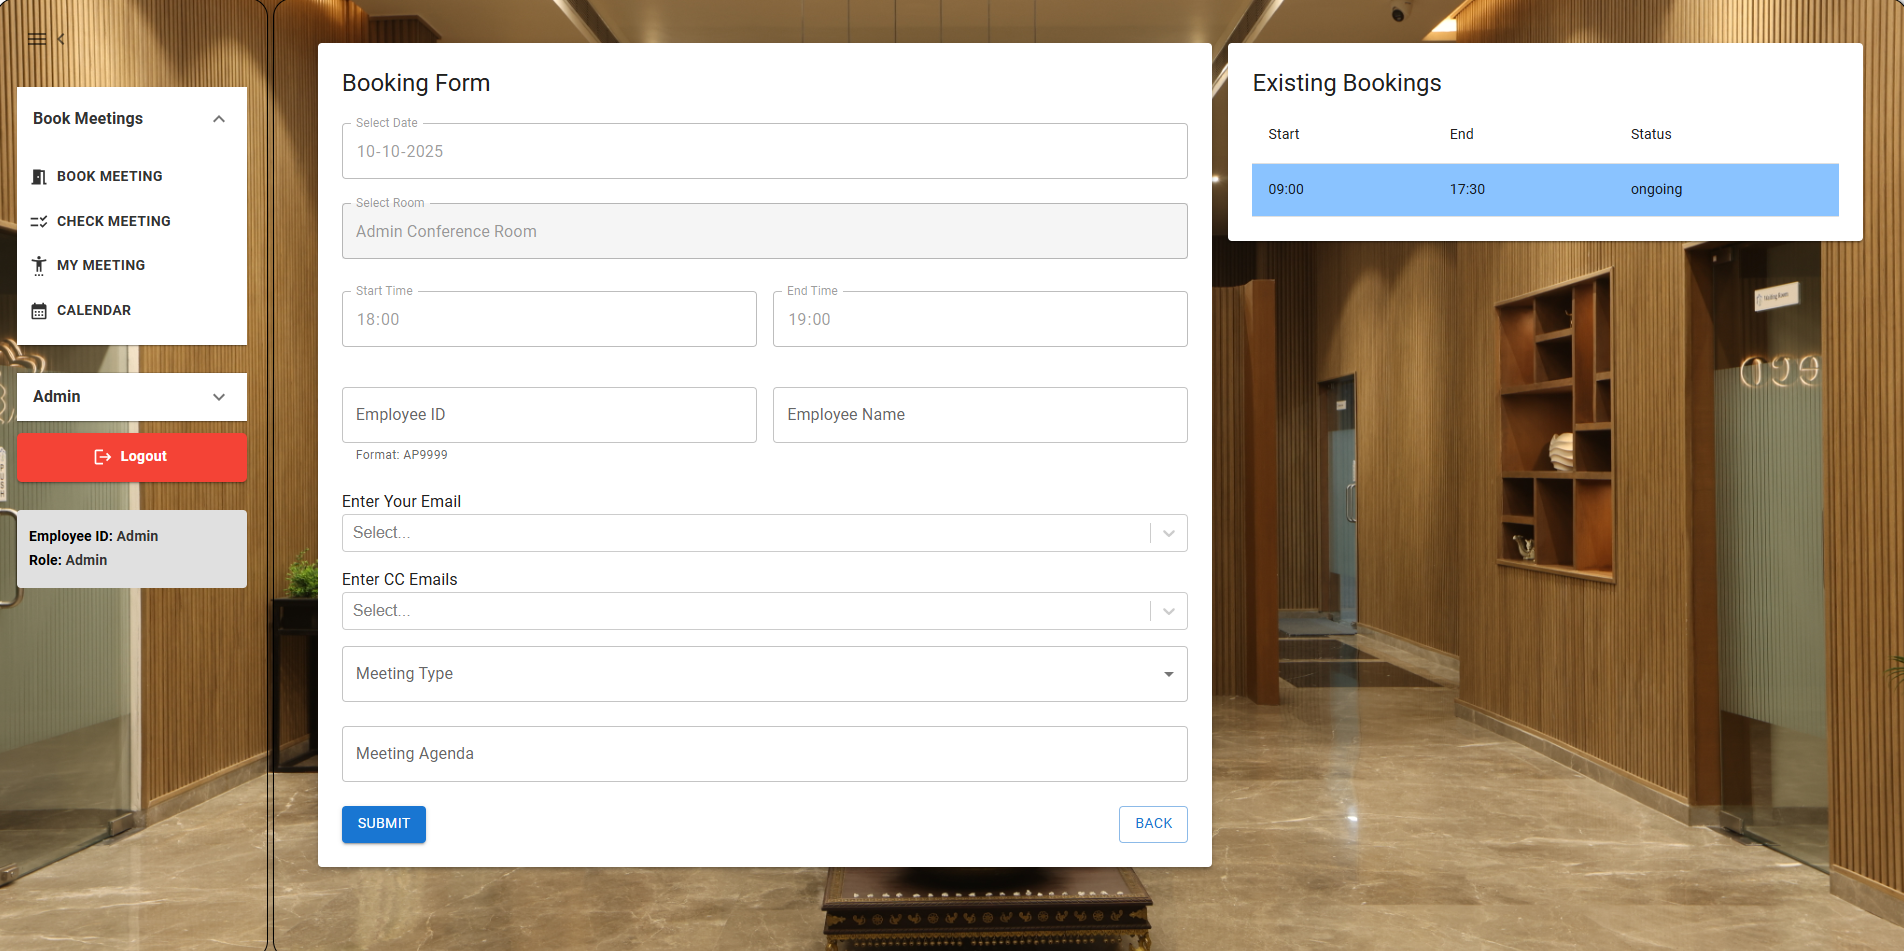 Book Meetings
BOOK MEETING
CHECK MEETING
MY MEETING
CALENDAR
Admin
Logout
Employee ID: Admin
Role: Admin
Booking Form
Select Date
10-10-2025
Select Room
Admin Conference Room
Start Time
18:00
End Time
19:00
Employee ID
Employee Name
Format: AP9999
Enter Your Email
Select...
Enter CC Emails
Select...
Meeting Type
Meeting Agenda
SUBMIT
BACK
Existing Bookings
Start End Status
09:00 17:30 ongoing